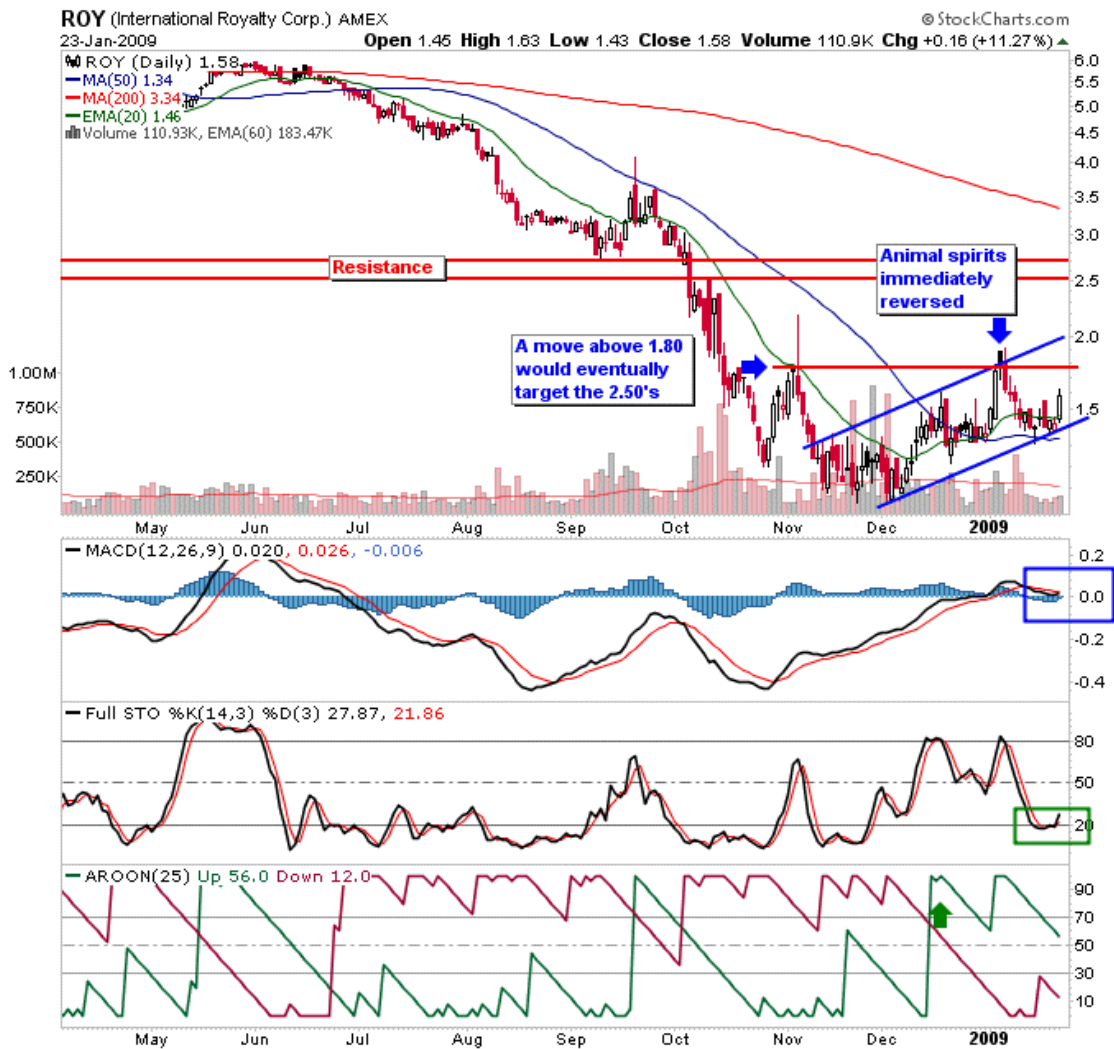 ROY (International Royalty Corp.) AMEX © StockCharts.com
23-Jan-2009 Open 1.45 High 1.63 Low 1.43 Close 1.58 Volume 110.9K Chg +0.16 (+11.27%)
ROY (Daily) 1.58
MA(50) 1.34
MA(200) 3.34
EMA(20) 1.46
Volume 110.93K, EMA(60) 183.47K
6.0
5.5
5.0
4.5
4.0
3.5
3.0
2.5
2.0
1.5
Resistance
Animal spirits
immediately
reversed
A move above 1.80
would eventually
target the 2.50's
1.00M
750K
500K
250K
May Jun Jul Aug Sep Oct Nov Dec 2009
MACD(12,26,9) 0.020, 0.026, -0.006
0.2
0.0
-0.2
-0.4
Full STO %K(14,3) %D(3) 27.87, 21.86
80
50
20
AROON(25) Up 56.0 Down 12.0
90
70
50
30
10
May Jun Jul Aug Sep Oct Nov Dec 2009